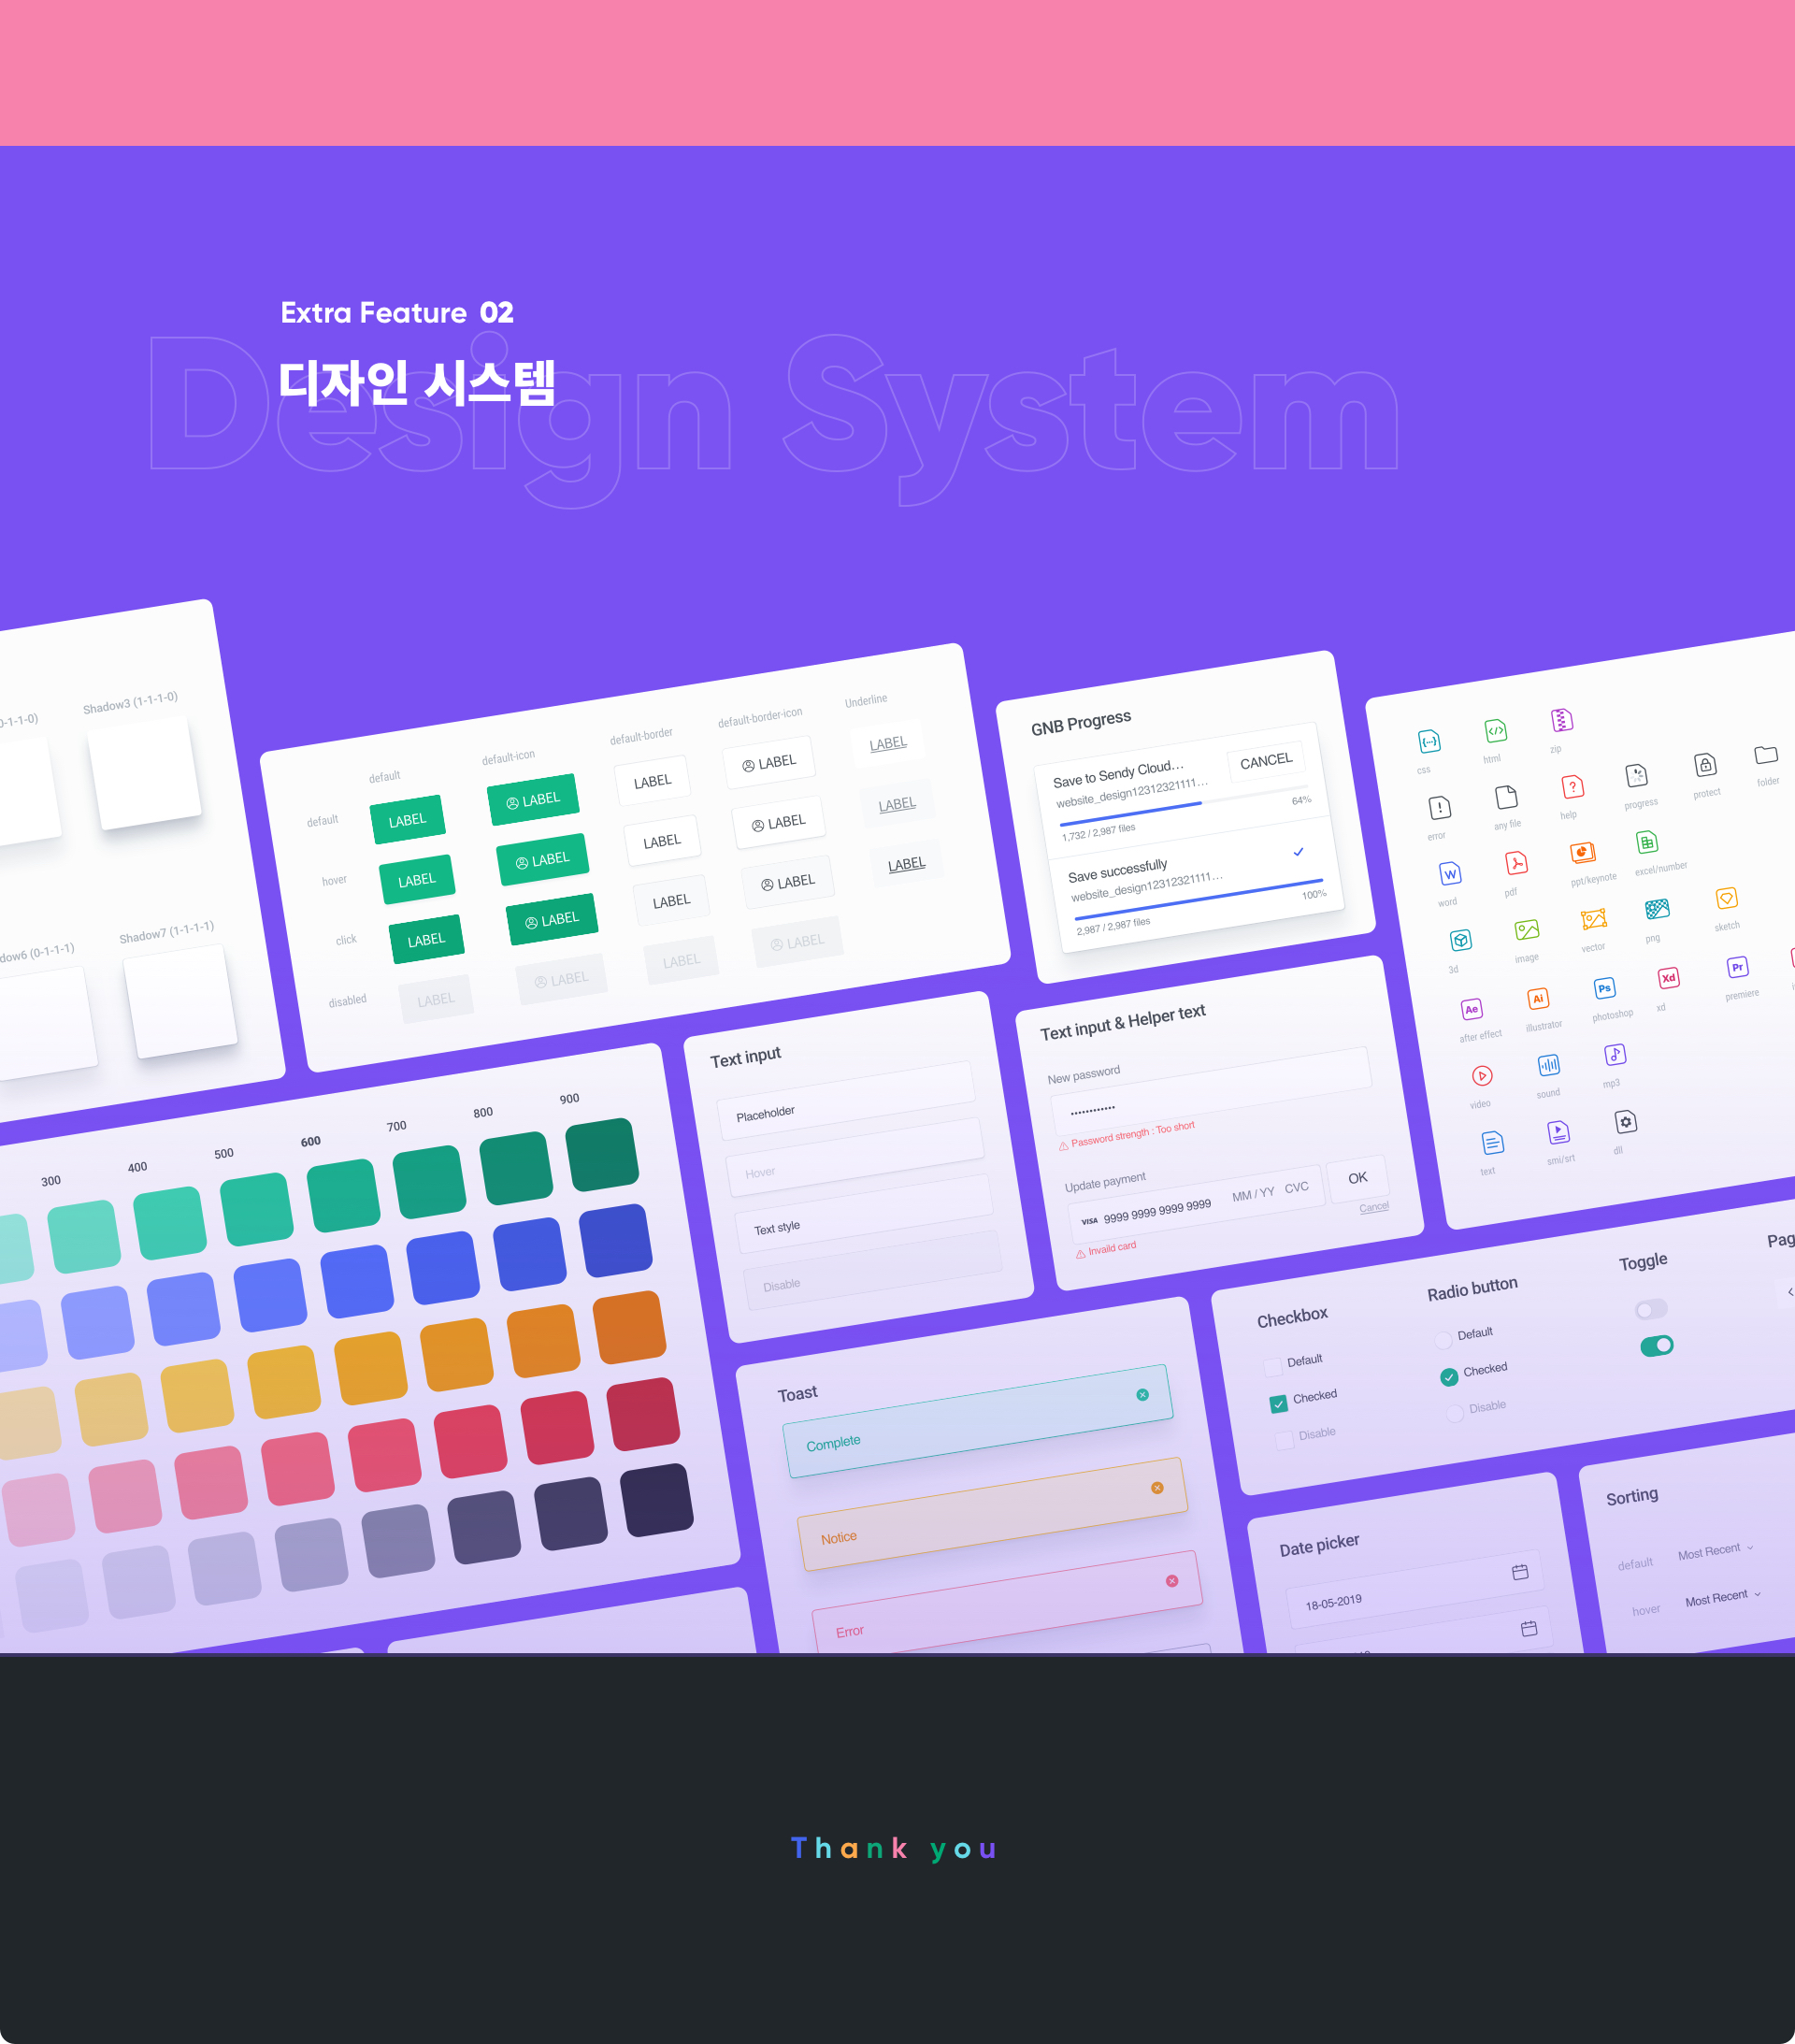 Extra Feature 02
디자인 시스템
Design System
Shadow3 (1-1-1-0)
0-1-1-0)
dow6 (0-1-1-1)
Shadow7 (1-1-1-1)
default
default-icon
default-border
default-border-icon
Underline
default LABEL LABEL LABEL LABEL LABEL
hover LABEL LABEL LABEL LABEL LABEL
click LABEL LABEL LABEL LABEL LABEL
disabled LABEL LABEL LABEL LABEL
GNB Progress
Save to Sendy Cloud...
CANCEL
website_design12312321111...
64%
1,732 / 2,987 files
Save successfully
website_design12312321111...
100%
2,987 / 2,987 files
css html zip
error any file help progress protect folder
word pdf ppt/keynote excel/number
3d image vector png sketch
Ae Ai Ps Xd Pr
after effect illustrator photoshop xd premiere
video sound mp3
text smi/srt dll
300 400 500 600 700 800 900
Text input
Placeholder
Hover
Text style
Disable
Text input & Helper text
New password
Password strength : Too short
Update payment
VISA 9999 9999 9999 9999 MM / YY CVC
OK
Cancel
Invaild card
Toast
Complete
Notice
Error
Checkbox
Default
Checked
Disable
Radio button
Default
Checked
Disable
Toggle
Pag
Date picker
18-05-2019
Sorting
default Most Recent
hover Most Recent
Thank you